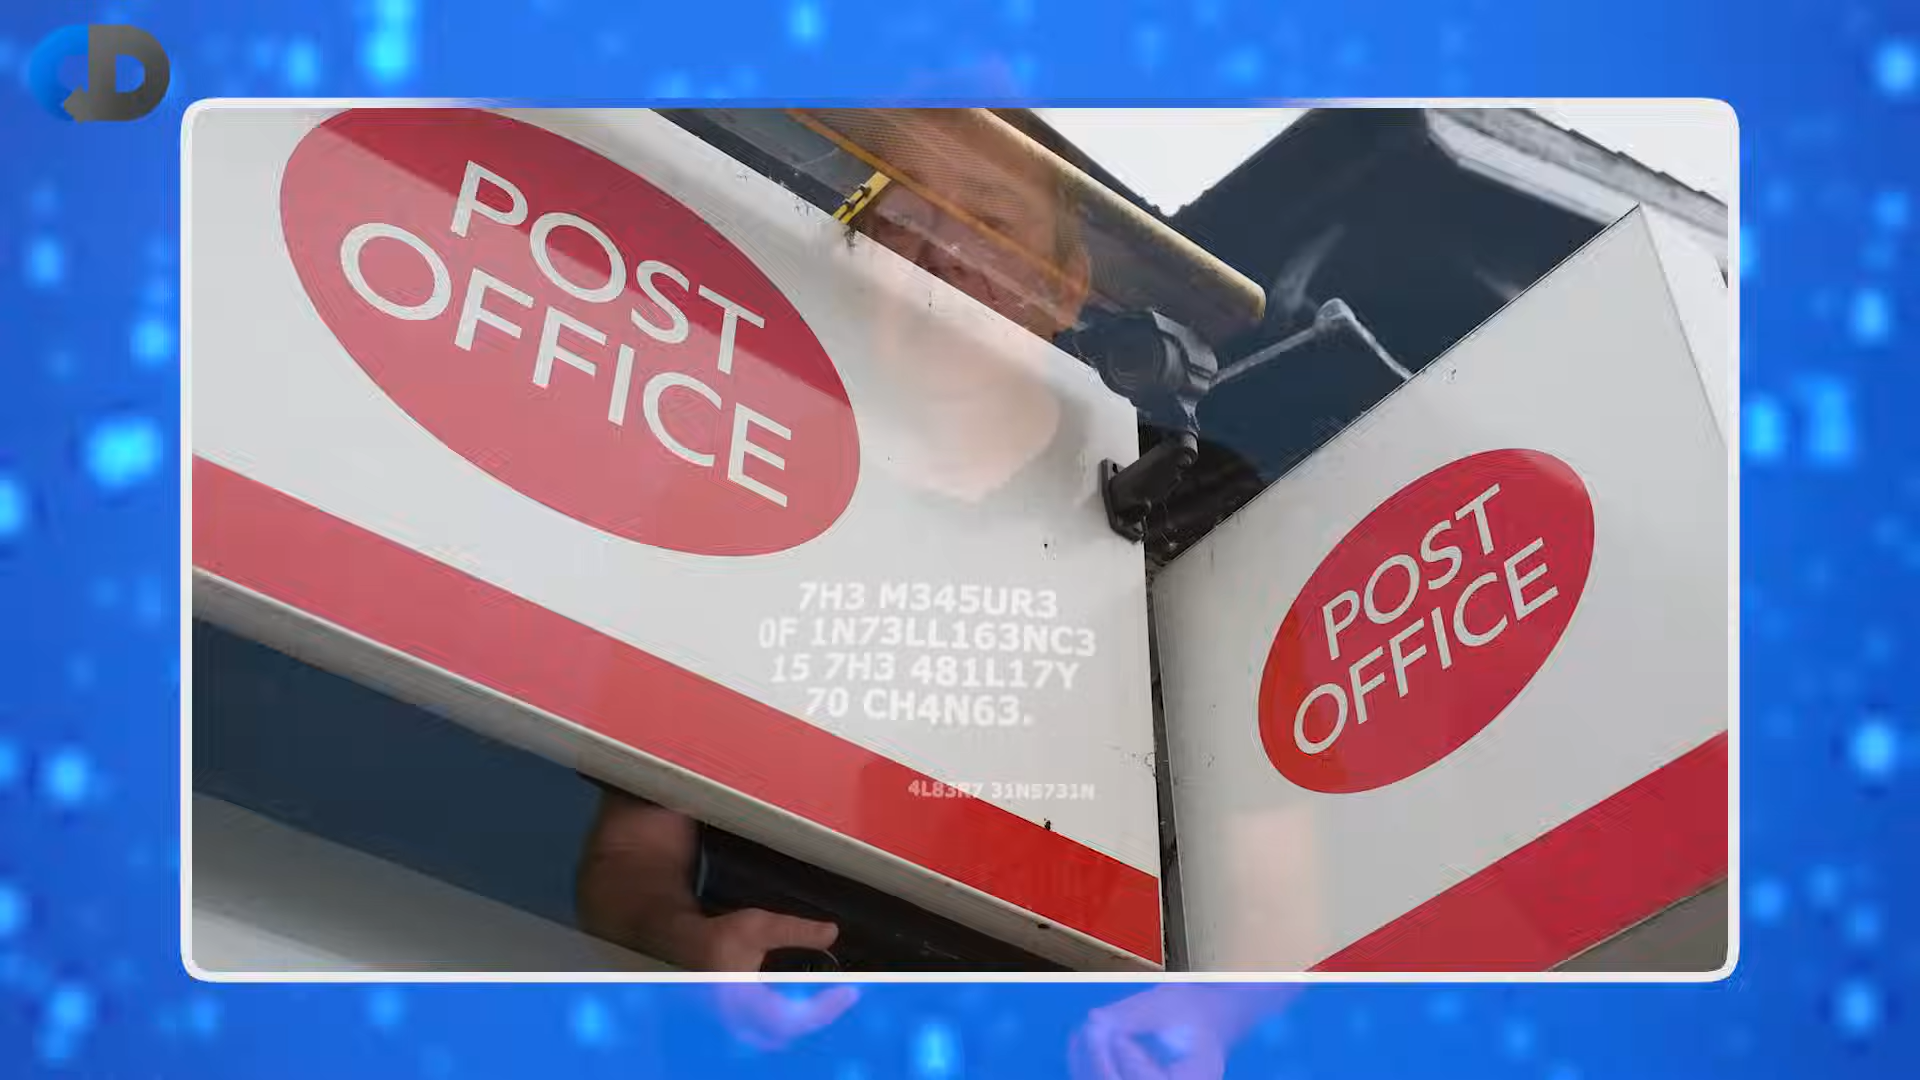 POST
OFFICE
POST
OFFICE
7H3 M345UR3
0F 1N73LL163NC3
15 7H3 481L17Y
70 CH4N63.
4L83R7 31N5731N